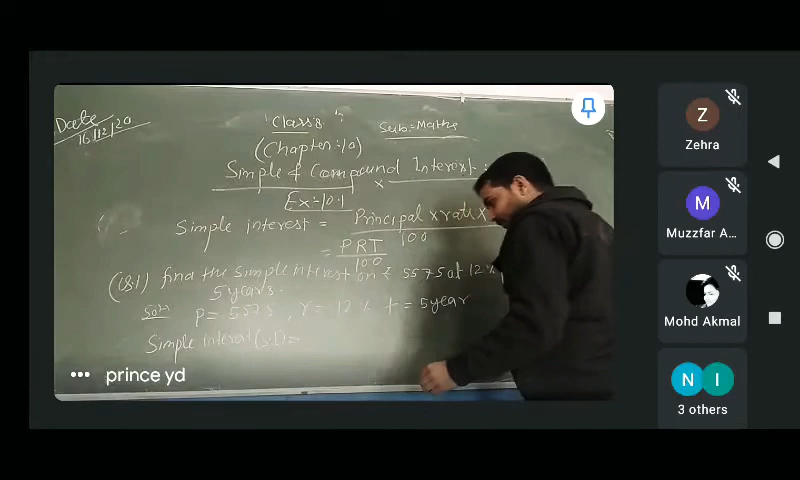 Date
16/12/20
"Class 8"
Sub:- Maths
(Chapter:10)
Simple & Compound Interest:
Ex:-10.1
Simple interest = Principal x rate x
100
= PRT
100
(Q.1) find the simple interest on ₹ 5575 at 12 %
5 years.
Soln P= 5575, r= 12 % t = 5 year
Simple interest (S.I)=
prince yd
Z
Zehra
M
Muzzfar A...
Mohd Akmal
N I
3 others